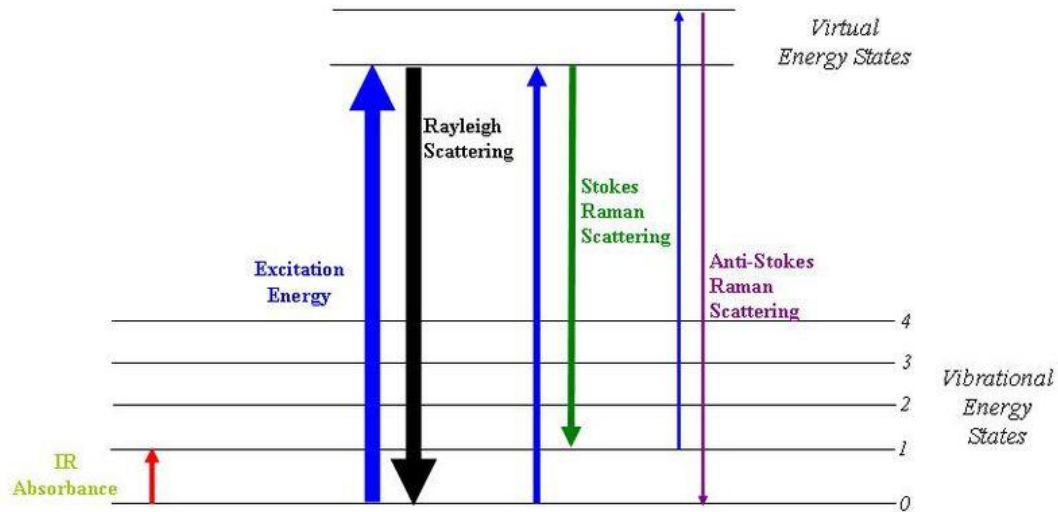 Virtual
Energy States
Rayleigh
Scattering
Stokes
Raman
Scattering
Excitation
Energy
Anti-Stokes
Raman
Scattering
4
3
2
1
0
Vibrational
Energy
States
IR
Absorbance